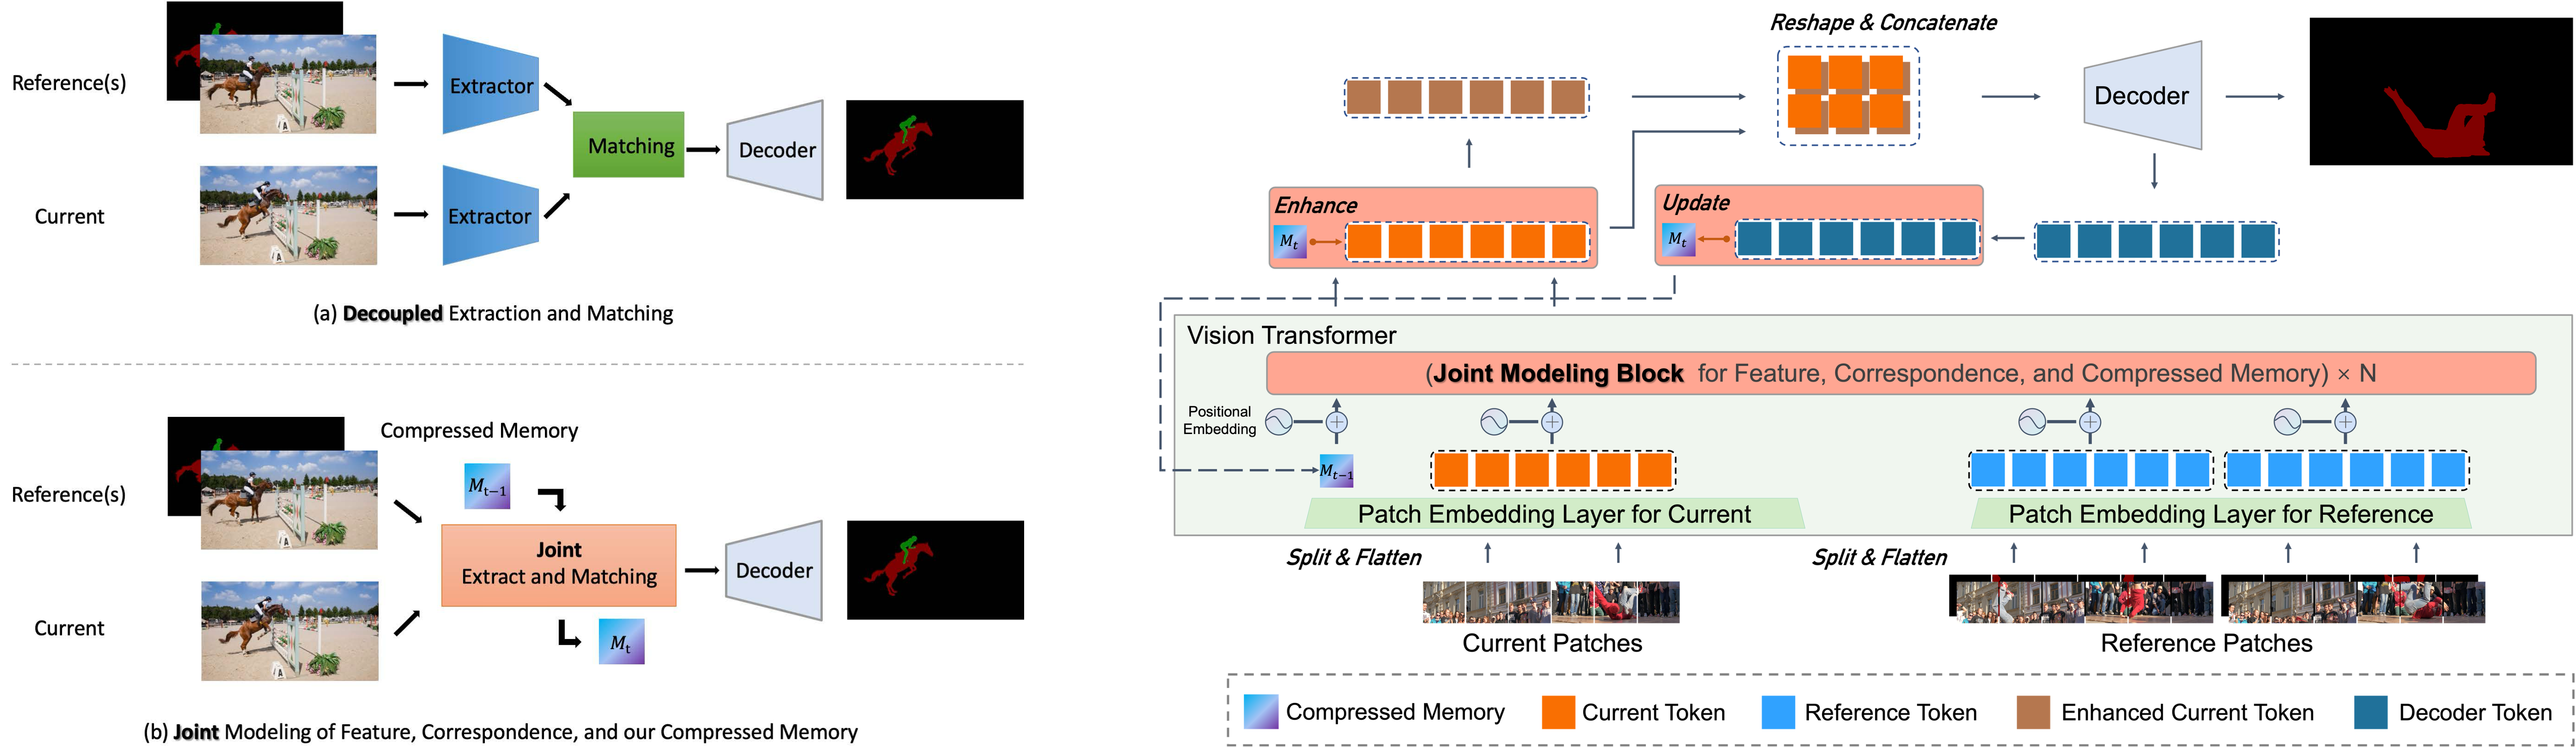 Reference(s)
Extractor
Matching
Decoder
Current
Extractor
(a) Decoupled Extraction and Matching
Compressed Memory
Reference(s)
M_{t−1}
Joint
Extract and Matching
Decoder
Current
M_t
(b) Joint Modeling of Feature, Correspondence, and our Compressed Memory
Reshape & Concatenate
Decoder
Enhance
M_t
Update
M_t
Vision Transformer
(Joint Modeling Block for Feature, Correspondence, and Compressed Memory) × N
Positional
Embedding
M_{t−1}
Patch Embedding Layer for Current
Patch Embedding Layer for Reference
Split & Flatten
Split & Flatten
Current Patches
Reference Patches
Compressed Memory
Current Token
Reference Token
Enhanced Current Token
Decoder Token